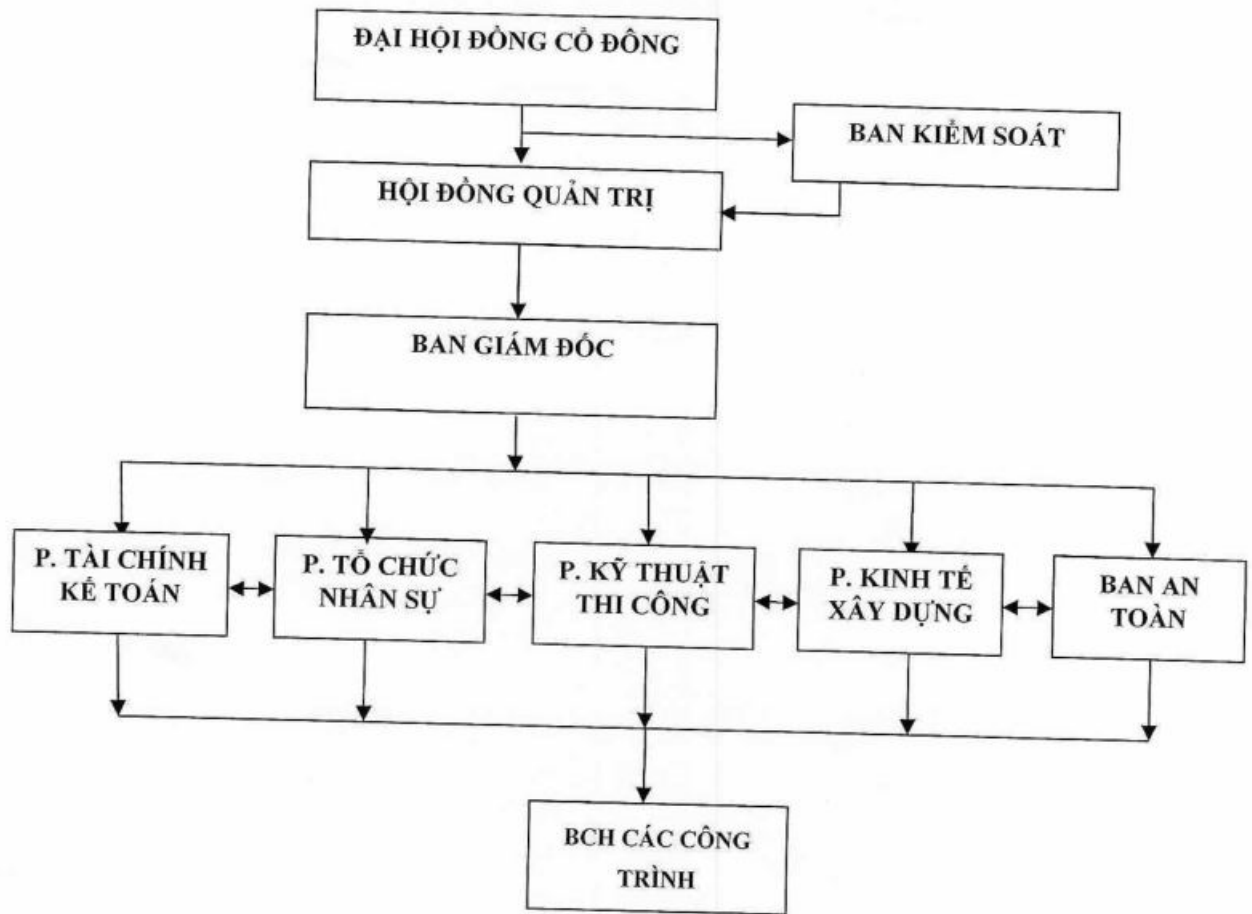 ĐẠI HỘI ĐỒNG CỔ ĐÔNG
BAN KIỂM SOÁT
HỘI ĐỒNG QUẢN TRỊ
BAN GIÁM ĐỐC
P. TÀI CHÍNH
KẾ TOÁN
P. TỔ CHỨC
NHÂN SỰ
P. KỸ THUẬT
THI CÔNG
P. KINH TẾ
XÂY DỰNG
BAN AN
TOÀN
BCH CÁC CÔNG
TRÌNH